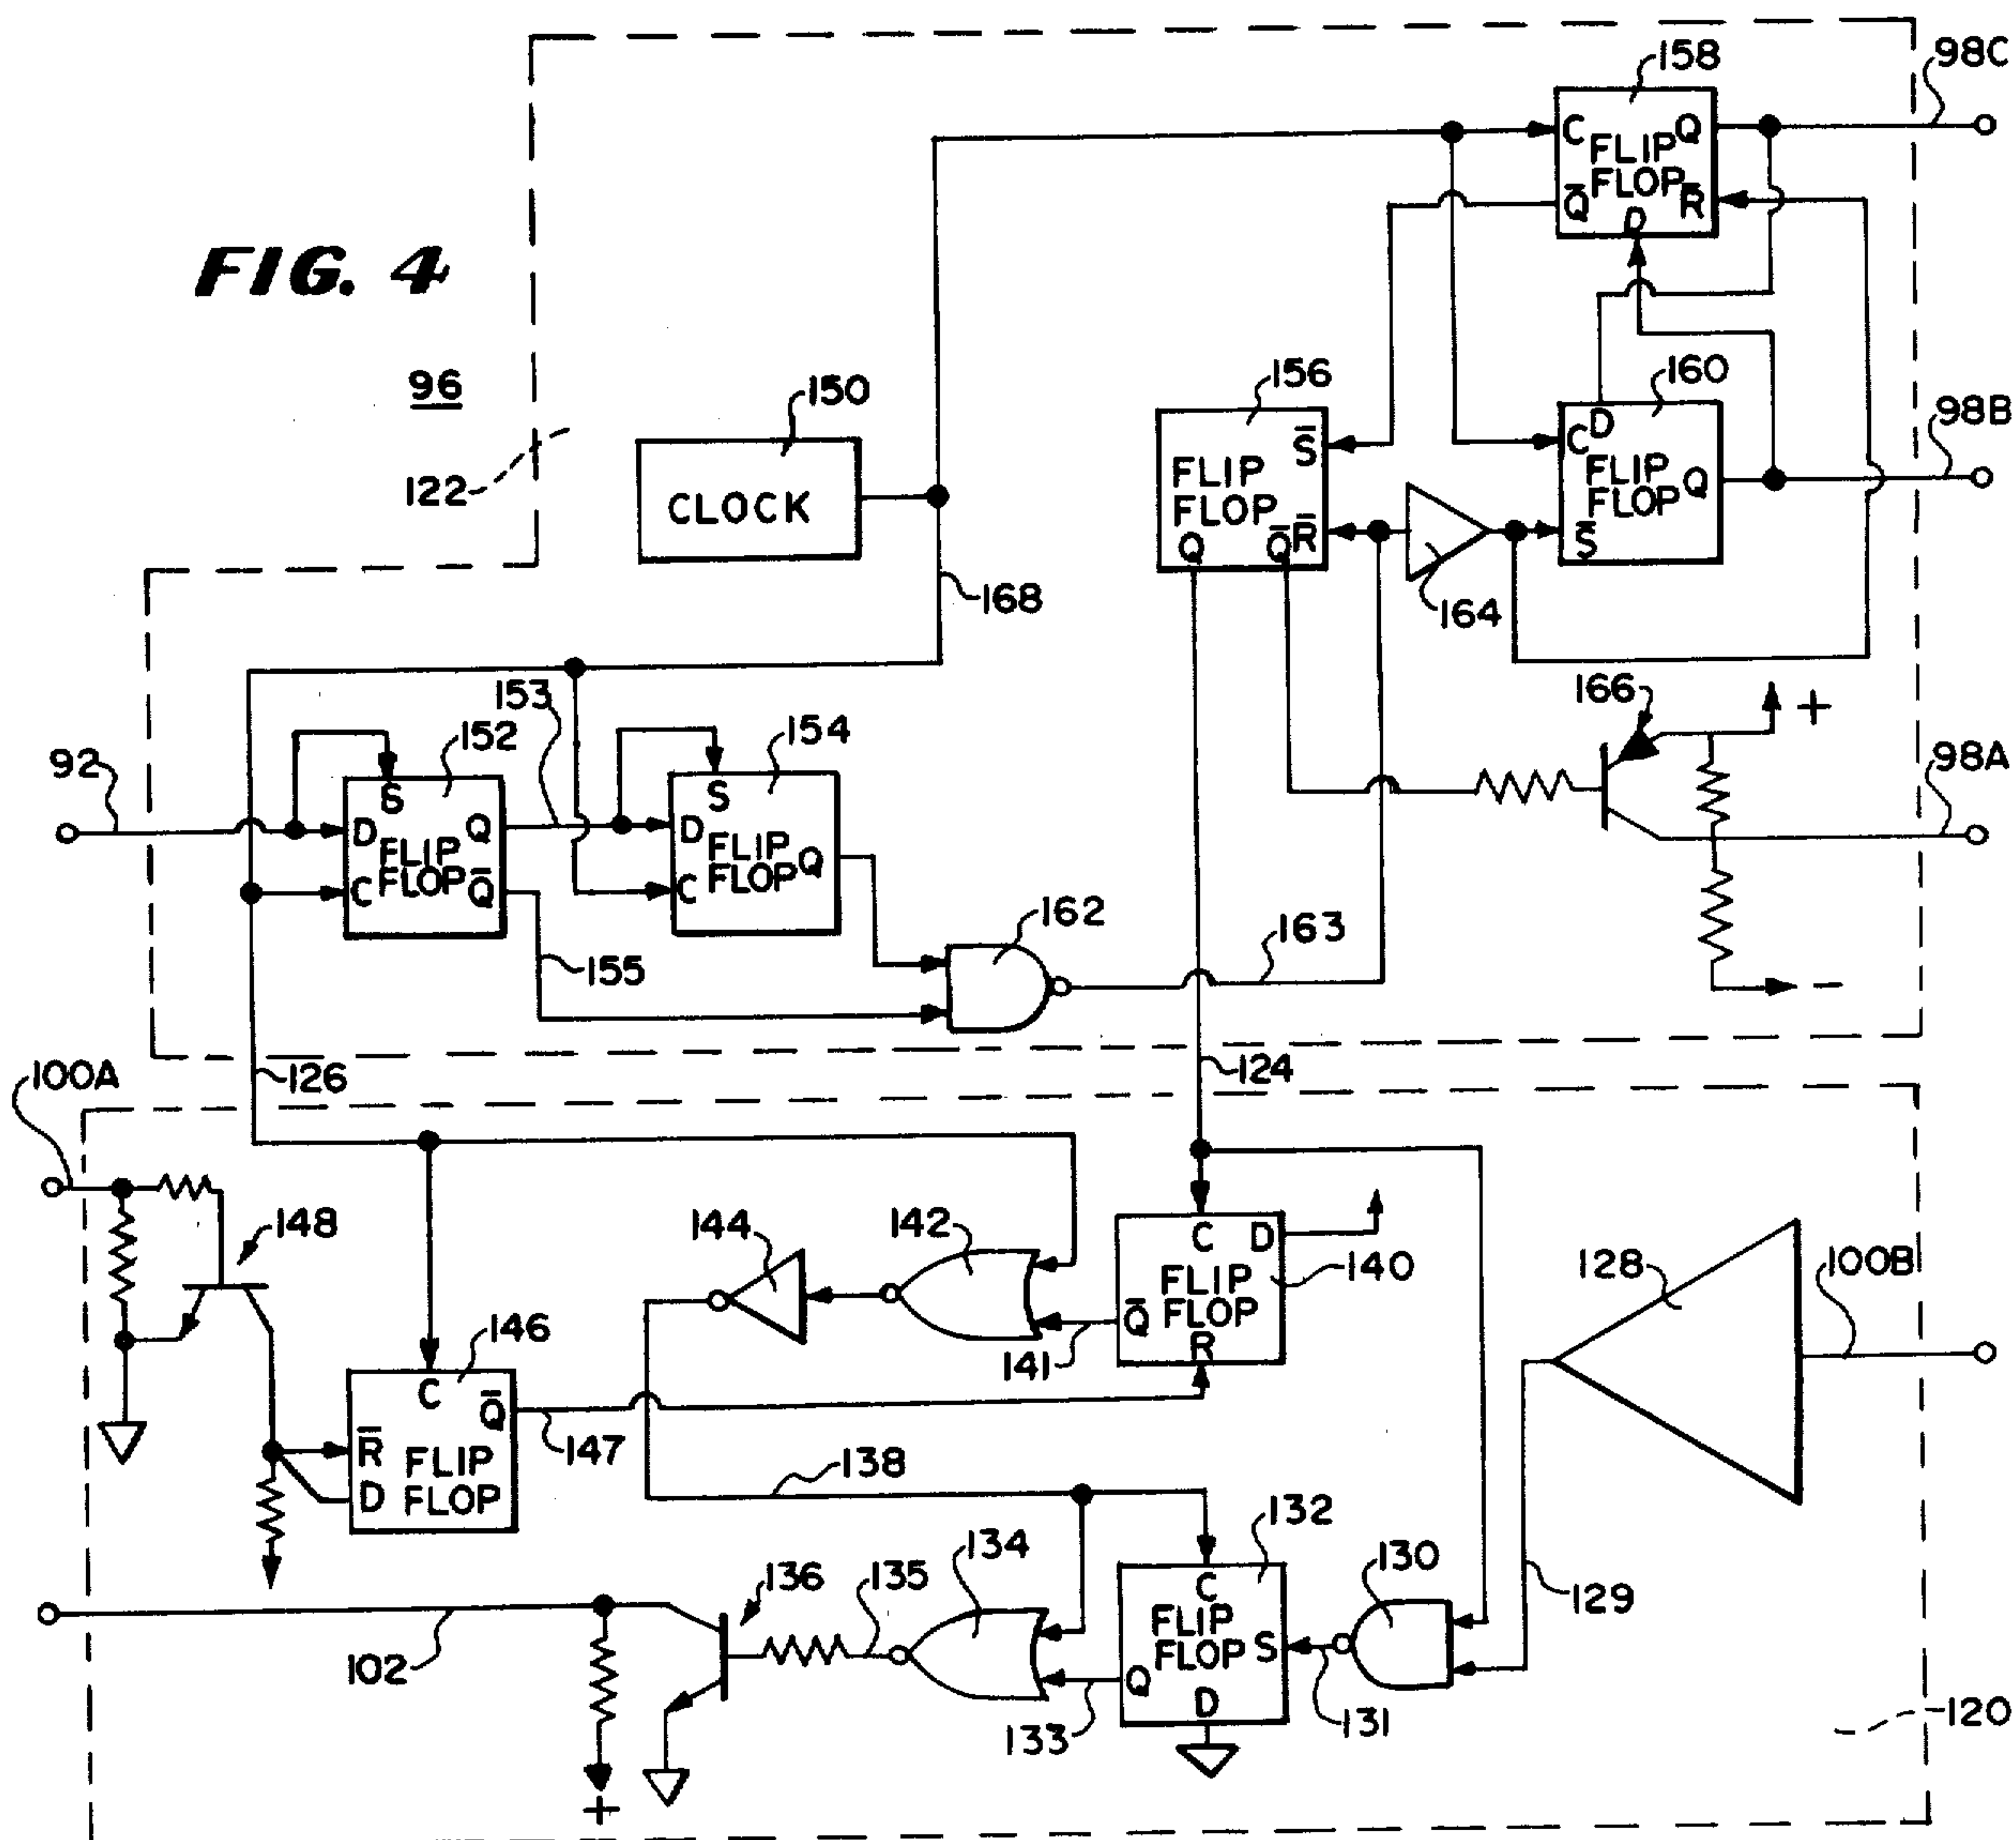 158
98C
C
Q
FLIP
FLOP
Q̅
R̅
D
FIG. 4
96
150
156
160
98B
122
CLOCK
S̅
FLIP
FLOP
Q
Q̅
R̅
D
C
FLIP
FLOP
Q
S̅
164
168
166
+
153
152
154
98A
92
S
D
Q
FLIP
FLOP
C
Q̅
S
D
FLIP
FLOP
Q
C
162
163
155
−
100A
126
124
148
144
142
C
D
FLIP
FLOP
Q̅
R
140
128
100B
141
146
C
Q̅
R̅
FLIP
D
FLOP
147
138
132
134
130
136
135
C
FLIP
FLOP
S
Q
D
129
102
133
131
120
+